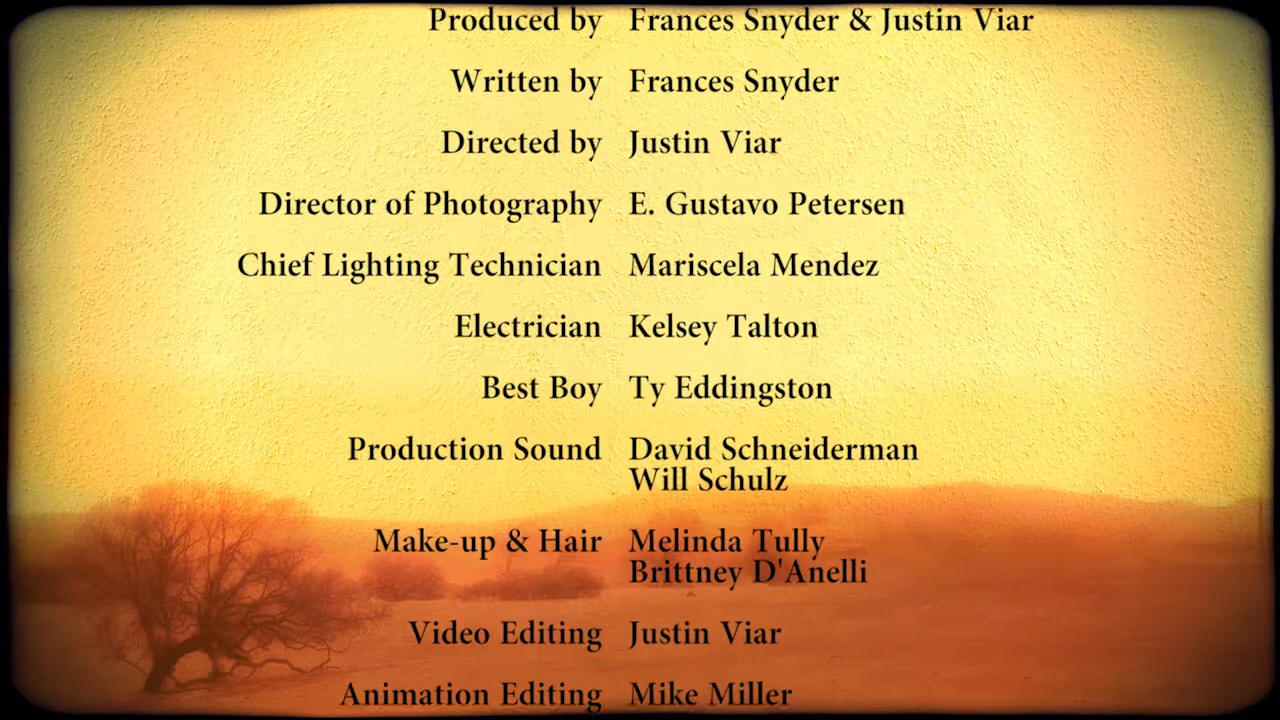 Produced by Frances Snyder & Justin Viar
Written by Frances Snyder
Directed by Justin Viar
Director of Photography E. Gustavo Petersen
Chief Lighting Technician Mariscela Mendez
Electrician Kelsey Talton
Best Boy Ty Eddingston
Production Sound David Schneiderman
Will Schulz
Make-up & Hair Melinda Tully
Brittney D'Anelli
Video Editing Justin Viar
Animation Editing Mike Miller